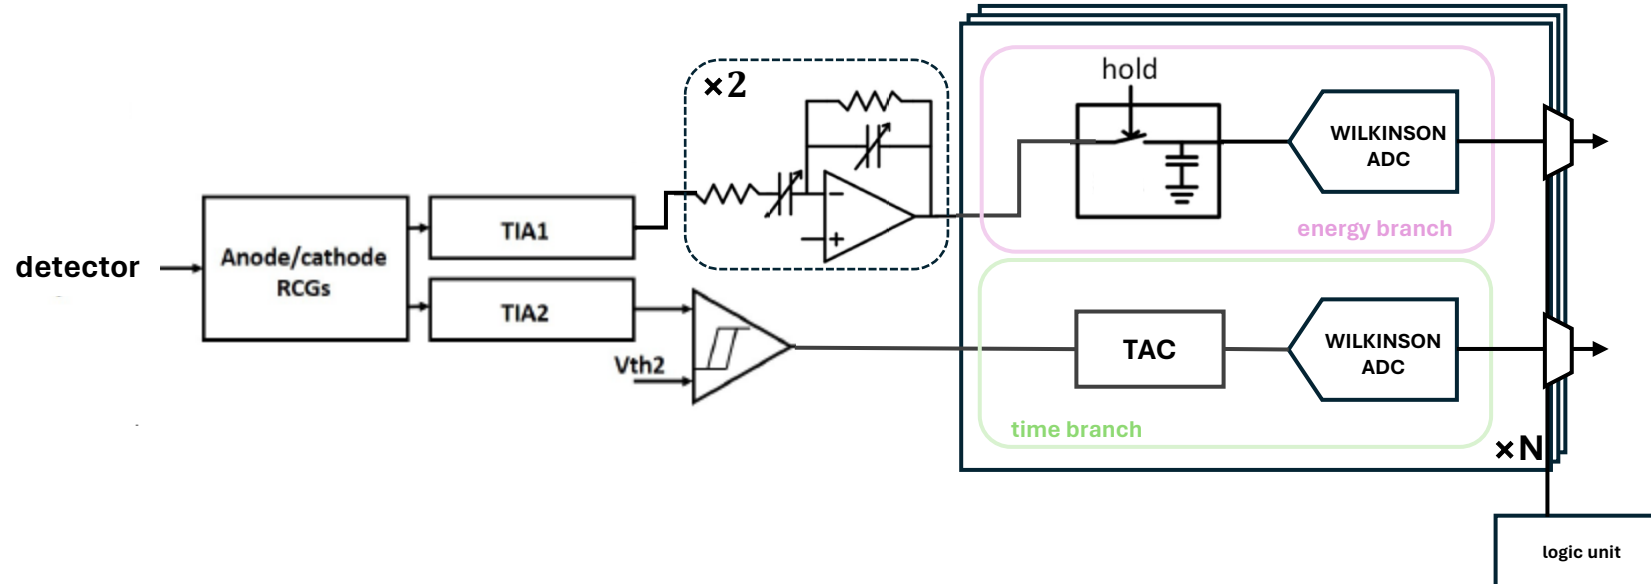 ×2
hold
WILKINSON
ADC
energy branch
detector
Anode/cathode
RCGs
TIA1
TIA2
Vth2
−
+
TAC
WILKINSON
ADC
time branch
×N
logic unit